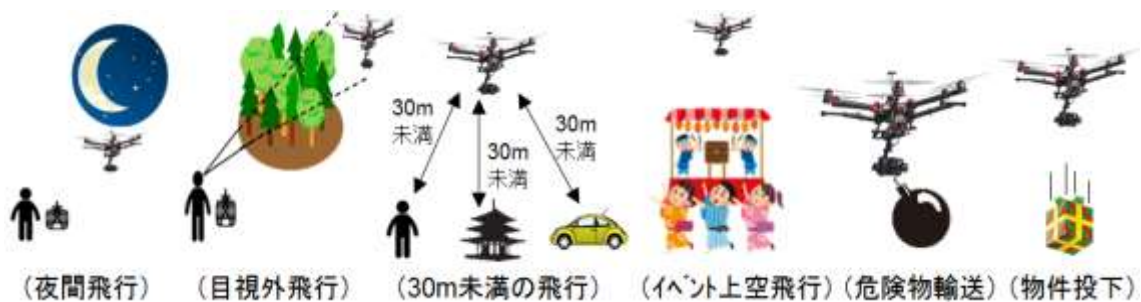 30m
未満
30m
未満
30m
未満
(夜間飛行)
(目視外飛行)
(30m未満の飛行)
(イベント上空飛行)
(危険物輸送)
(物件投下)